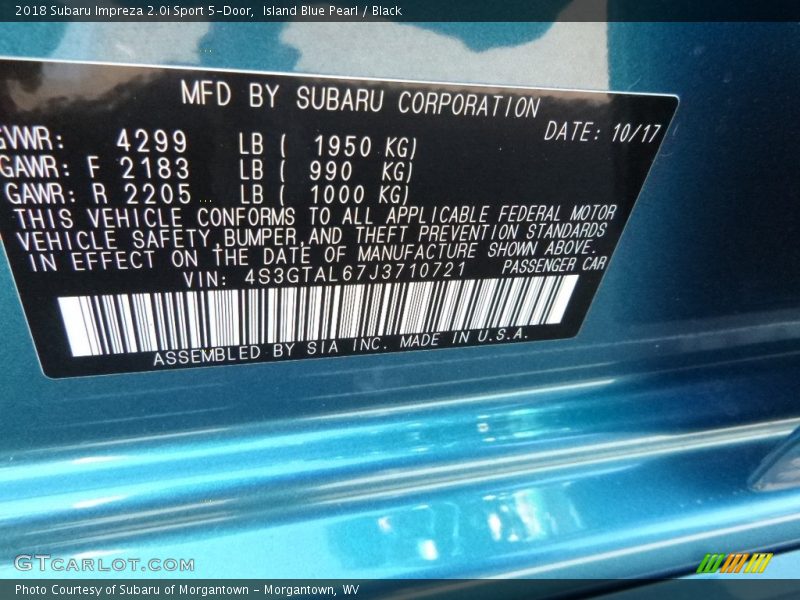 2018 Subaru Impreza 2.0i Sport 5-Door, Island Blue Pearl / Black
MFD BY SUBARU CORPORATION
DATE: 10/17
GVWR: 4299 LB ( 1950 KG)
GAWR: F 2183 LB ( 990 KG)
GAWR: R 2205 LB ( 1000 KG)
THIS VEHICLE CONFORMS TO ALL APPLICABLE FEDERAL MOTOR
VEHICLE SAFETY,BUMPER,AND THEFT PREVENTION STANDARDS
IN EFFECT ON THE DATE OF MANUFACTURE SHOWN ABOVE.
VIN: 4S3GTAL67J3710721 PASSENGER CAR
ASSEMBLED BY SIA INC. MADE IN U.S.A.
GTCARLOT.COM
Photo Courtesy of Subaru of Morgantown - Morgantown, WV